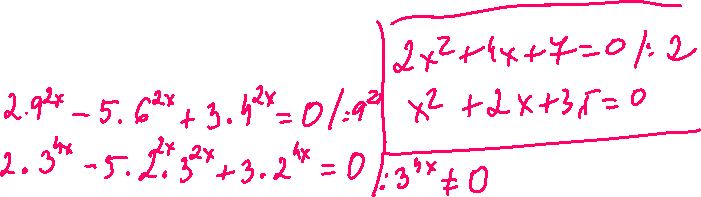 2x² + 4x + 7 = 0 /: 2
x² + 2x + 3,5 = 0
2.9^{2x} - 5.6^{2x} + 3.4^{2x} = 0 /: 9^{2x}
2.3^{4x} - 5.2^{2x}.3^{2x} + 3.2^{4x} = 0 /: 3^{4x} ≠ 0